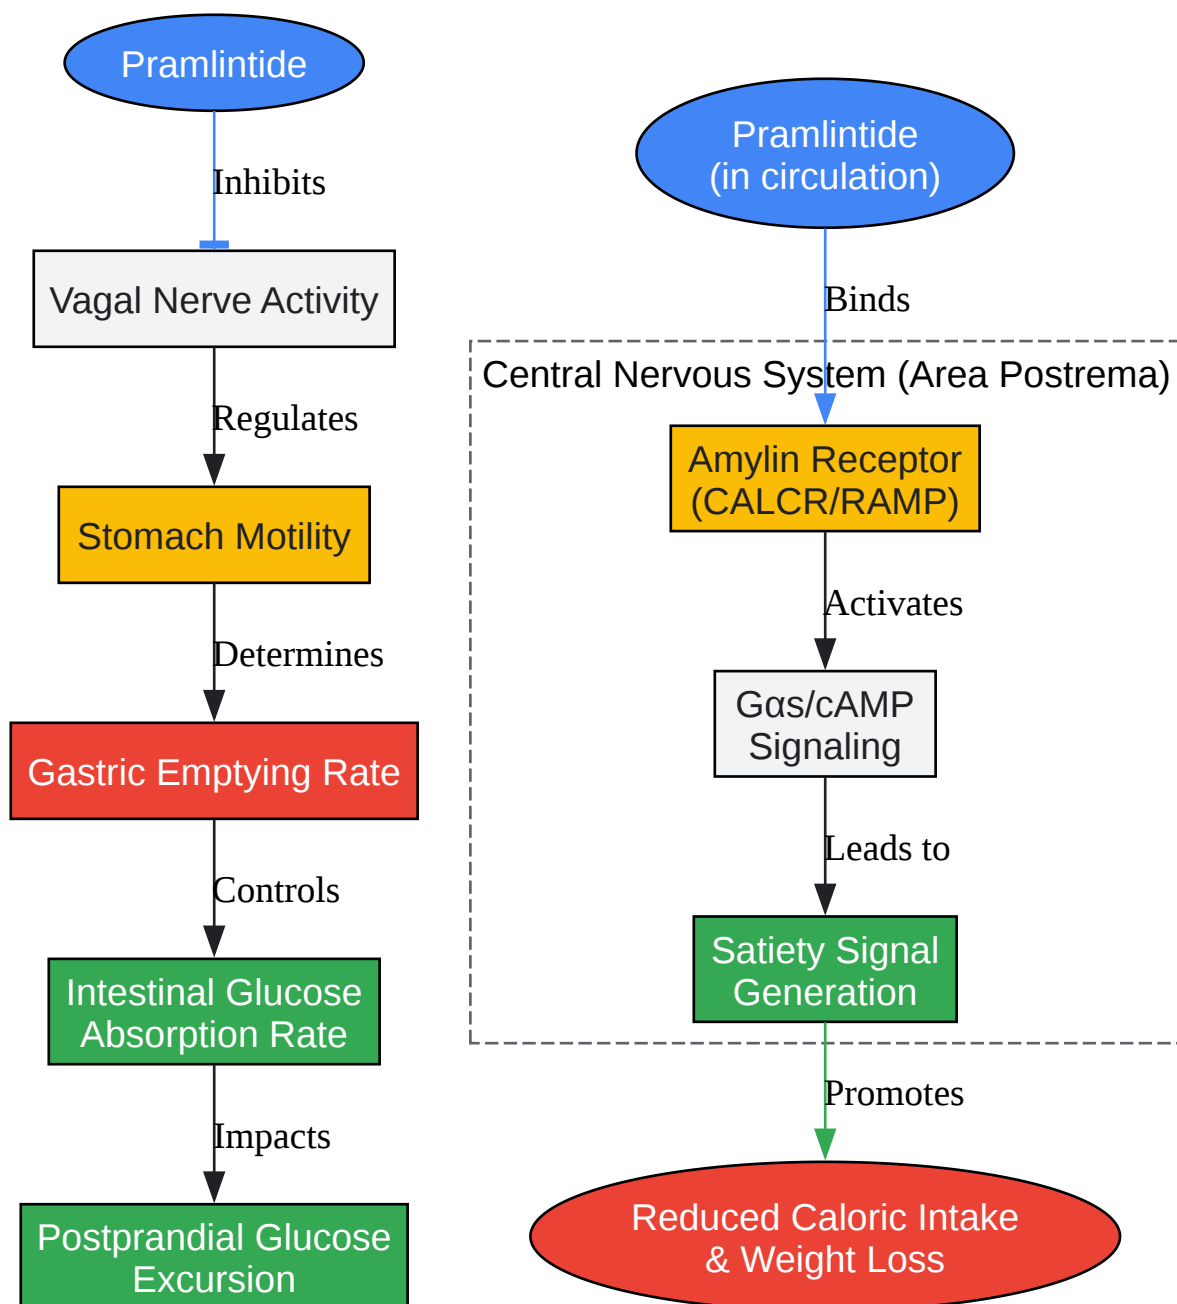 Pramlintide
Inhibits
Vagal Nerve Activity
Regulates
Stomach Motility
Determines
Gastric Emptying Rate
Controls
Intestinal Glucose
Absorption Rate
Impacts
Postprandial Glucose
Excursion
Pramlintide
(in circulation)
Binds
Central Nervous System (Area Postrema)
Amylin Receptor
(CALCR/RAMP)
Activates
Gαs/cAMP
Signaling
Leads to
Satiety Signal
Generation
Promotes
Reduced Caloric Intake
& Weight Loss